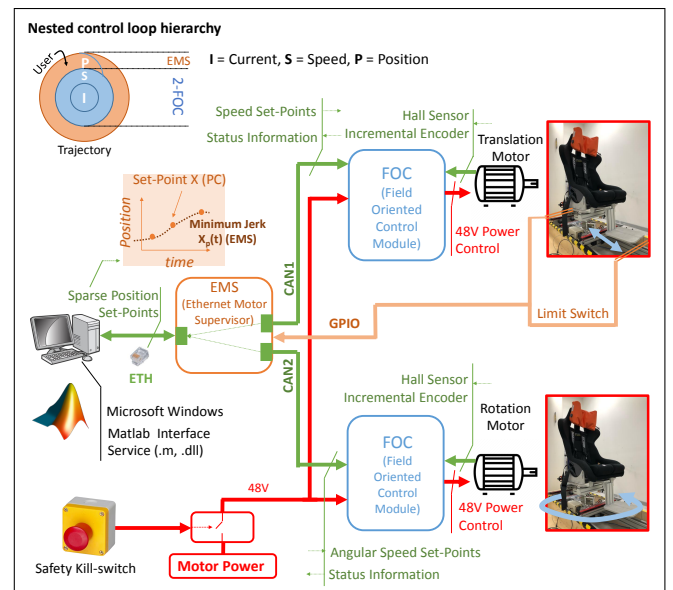 Nested control loop hierarchy
User
P
S
I
EMS
2-FOC
Trajectory
I = Current, S = Speed, P = Position
Speed Set-Points
Status Information
Hall Sensor
Incremental Encoder
Translation
Motor
FOC
(Field
Oriented
Control
Module)
48V Power
Control
Set-Point X (PC)
Position
Minimum Jerk
Xp(t) (EMS)
time
Sparse Position
Set-Points
EMS
(Ethernet Motor
Supervisor)
CAN1
GPIO
Limit Switch
ETH
CAN2
Microsoft Windows
Matlab Interface
Service (.m, .dll)
Hall Sensor
Incremental Encoder
Rotation
Motor
FOC
(Field
Oriented
Control
Module)
48V Power
Control
48V
Safety Kill-switch
Motor Power
Angular Speed Set-Points
Status Information